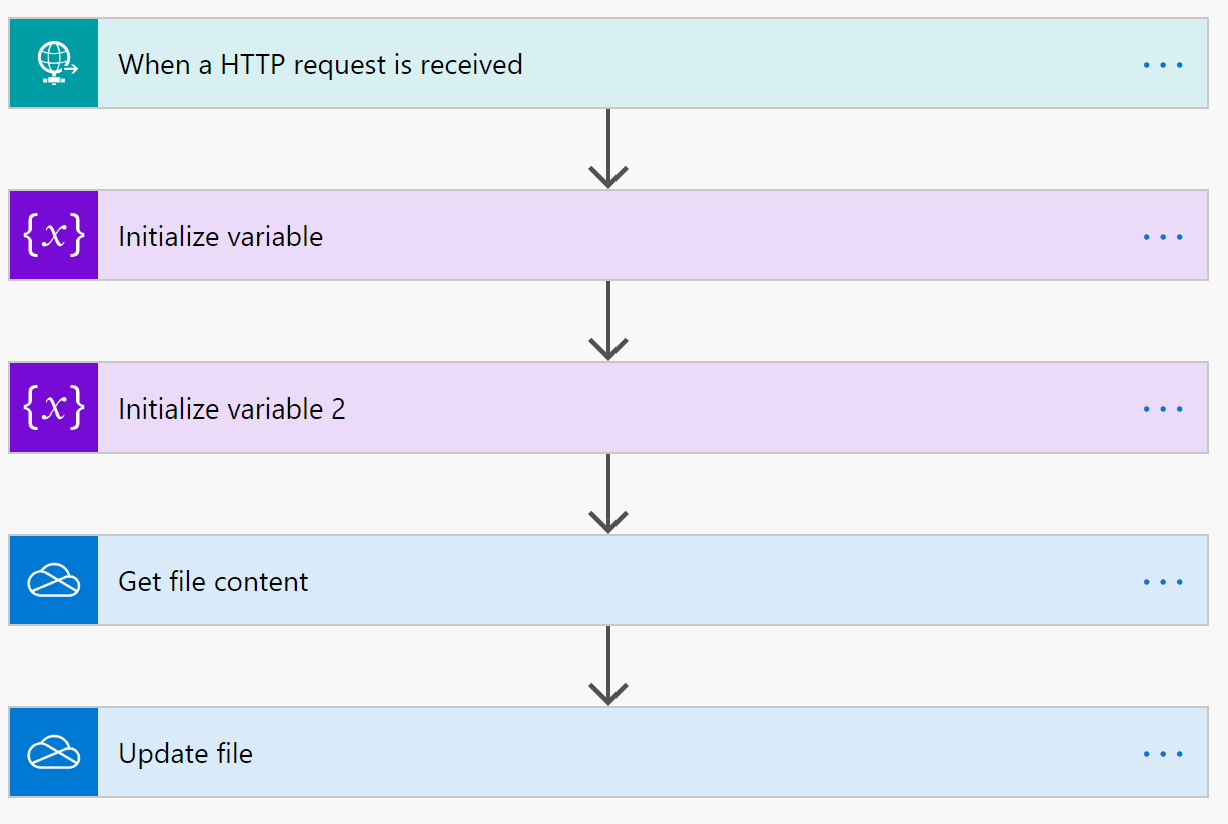 When a HTTP request is received
{x} Initialize variable
{x} Initialize variable 2
Get file content
Update file